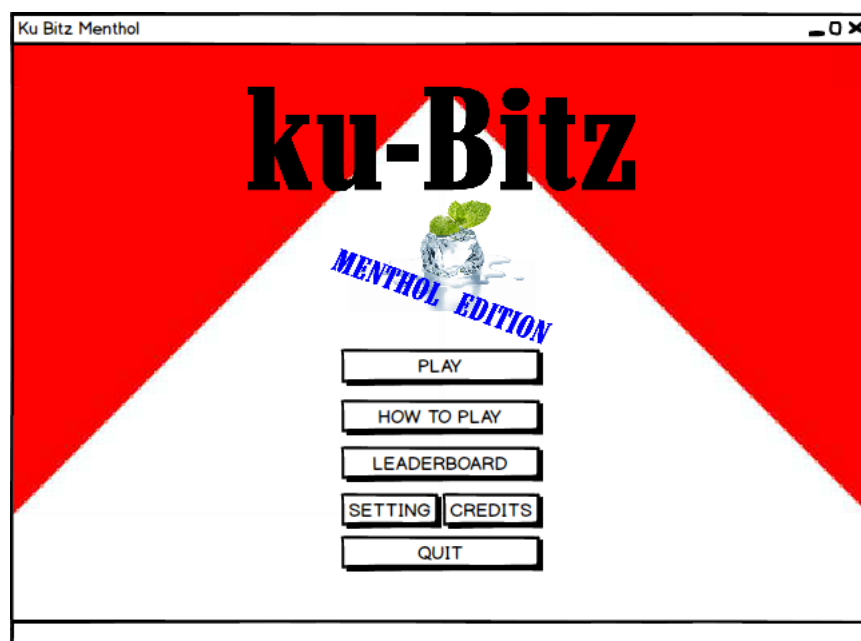 Ku Bitz Menthol
ku-Bitz
MENTHOL EDITION
PLAY
HOW TO PLAY
LEADERBOARD
SETTING CREDITS
QUIT